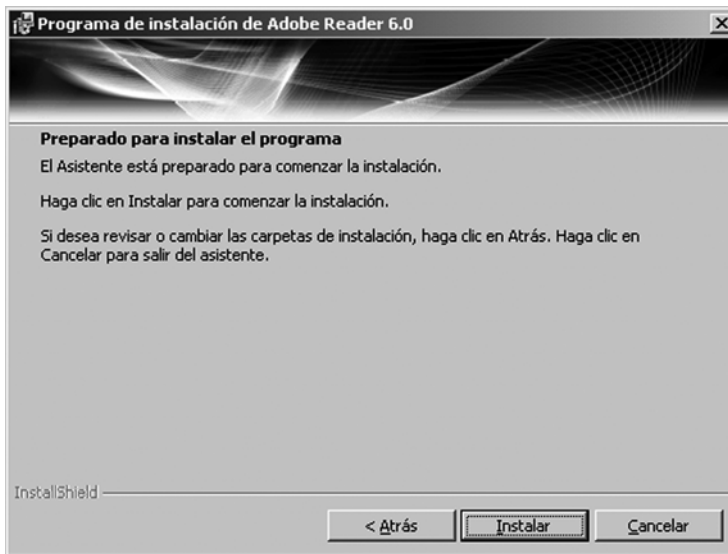 Programa de instalación de Adobe Reader 6.0
Preparado para instalar el programa
El Asistente está preparado para comenzar la instalación.
Haga clic en Instalar para comenzar la instalación.
Si desea revisar o cambiar las carpetas de instalación, haga clic en Atrás. Haga clic en
Cancelar para salir del asistente.
InstallShield
< Atrás
Instalar
Cancelar